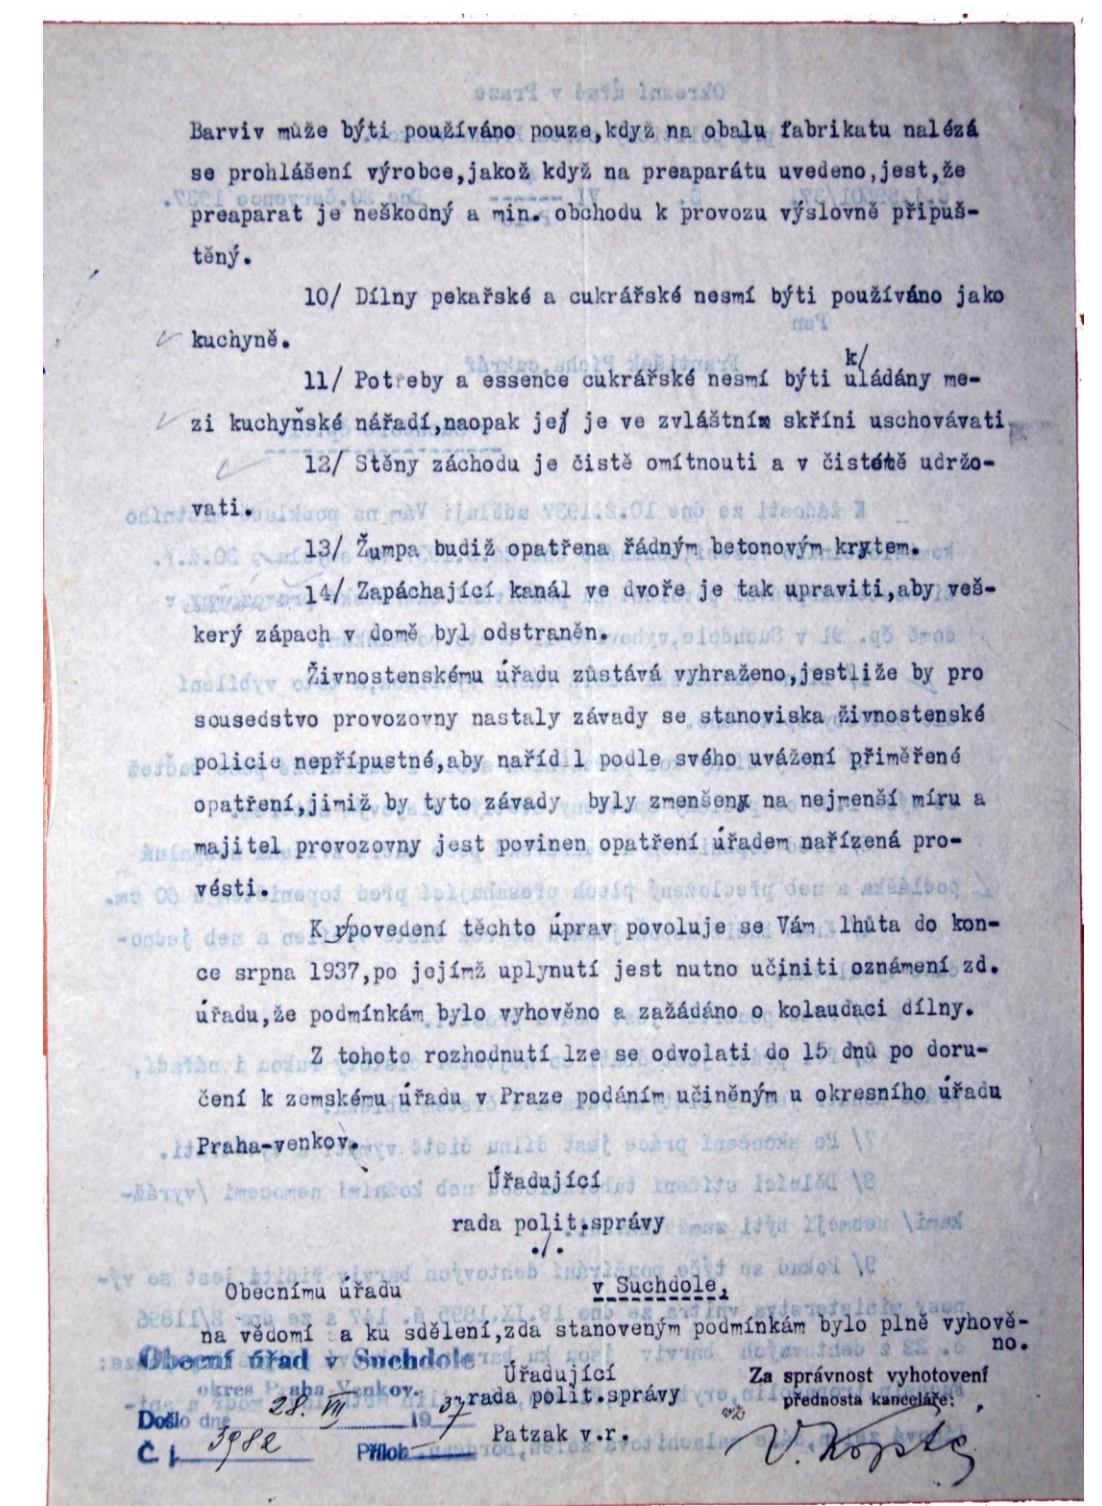 Barviv může býti používáno pouze,když na obalu fabrikatu nalézá
se prohlášení výrobce,jakož když na preaparátu uvedeno,jest,že
preaparat je neškodný a min. obchodu k provozu výslovně připuš-
těný.
10/ Dílny pekařské a cukrářské nesmí býti používáno jako
kuchyně.
k/
11/ Potřeby a essence cukrářské nesmí býti uládány me-
zi kuchyňské nářadí,naopak jej je ve zvláštním skříni uschovávati
12/ Stěny záchodu je čistě omítnouti a v čistotě udržo-
vati.
13/ Žumpa budiž opatřena řádným betonovým krytem.
14/ Zapáchající kanál ve dvoře je tak upraviti,aby veš-
kerý zápach v domě byl odstraněn.
Živnostenskému úřadu zůstává vyhraženo,jestliže by pro
sousedstvo provozovny nastaly závady se stanoviska živnostenské
policie nepřípustné,aby naříd l podle svého uvážení přiměřené
opatření,jimiž by tyto závady byly zmenšeny na nejmenší míru a
majitel provozovny jest povinen opatření úřadem nařízená pro-
vésti.
K povedení těchto úprav povoluje se Vám lhůta do kon-
ce srpna 1937,po jejímž uplynutí jest nutno učiniti oznámení zd.
úřadu,že podmínkám bylo vyhověno a zažádáno o kolaudaci dílny.
Z tohoto rozhodnutí lze se odvolati do 15 dnů po doru-
čení k zemskému úřadu v Praze podáním učiněným u okresního úřadu
Praha-venkov.
Úřadující
rada polit.správy
./.
Obecnímu úřadu v Suchdole,
na vědomí a ku sdělení,zda stanoveným podmínkám bylo plně vyhově-
no.
Obecní úřad v Suchdole
okres Praha-Venkov.
Došlo dne 28. VII 1937
Č j. 3982 Příloh
Úřadující
rada polit.správy
Patzak v.r.
Za správnost vyhotovení
přednosta kanceláře: